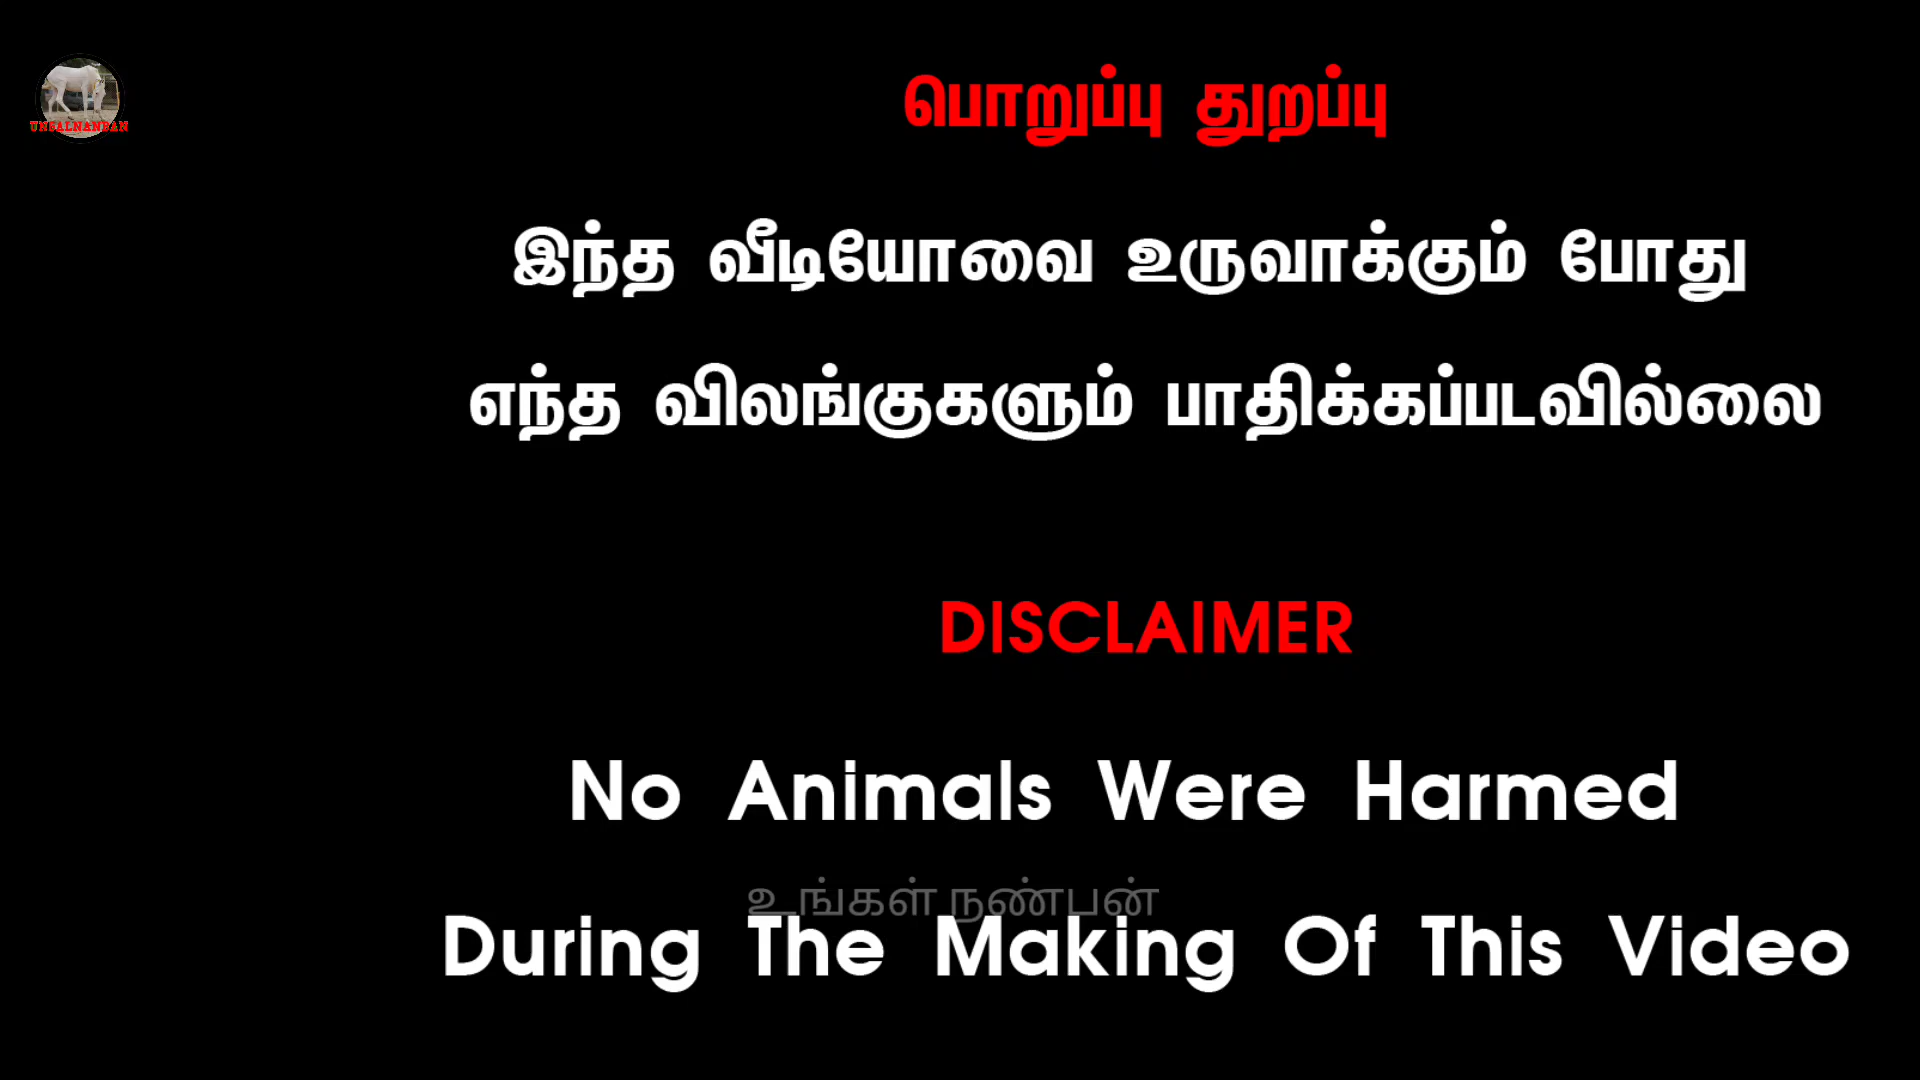 UNGALNANBAN
பொறுப்பு துறப்பு
இந்த வீடியோவை உருவாக்கும் போது
எந்த விலங்குகளும் பாதிக்கப்படவில்லை
DISCLAIMER
No Animals Were Harmed
உங்கள் நண்பன்
During The Making Of This Video